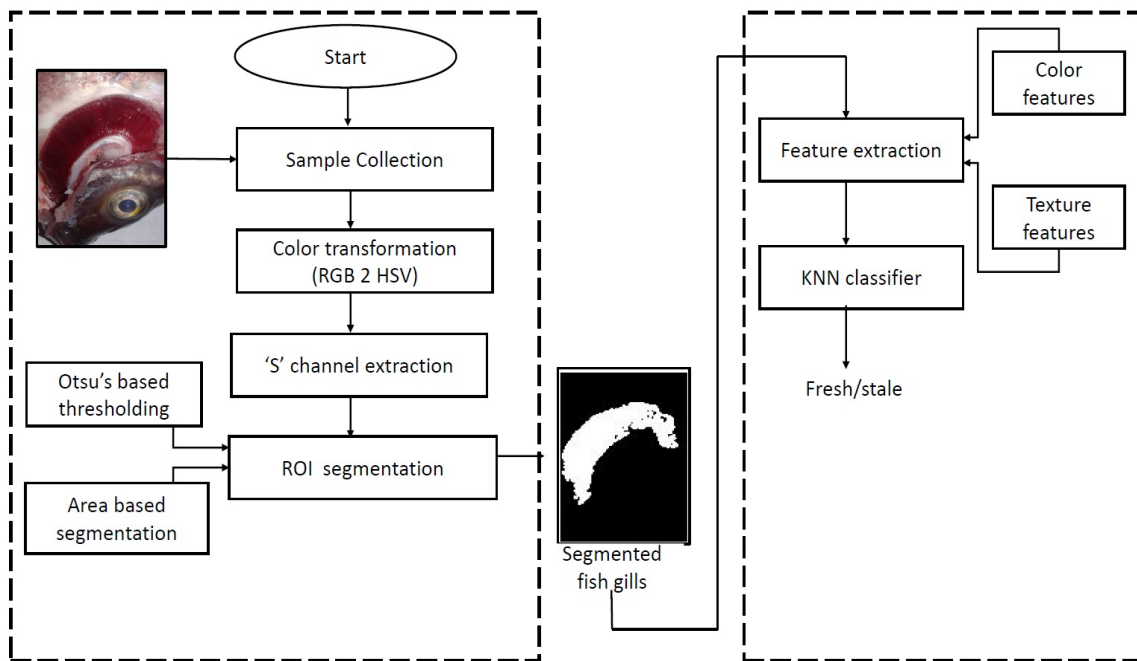 Start
Sample Collection
Color transformation
(RGB 2 HSV)
‘S’ channel extraction
Otsu’s based
thresholding
ROI segmentation
Area based
segmentation
Segmented
fish gills
Color
features
Feature extraction
Texture
features
KNN classifier
Fresh/stale